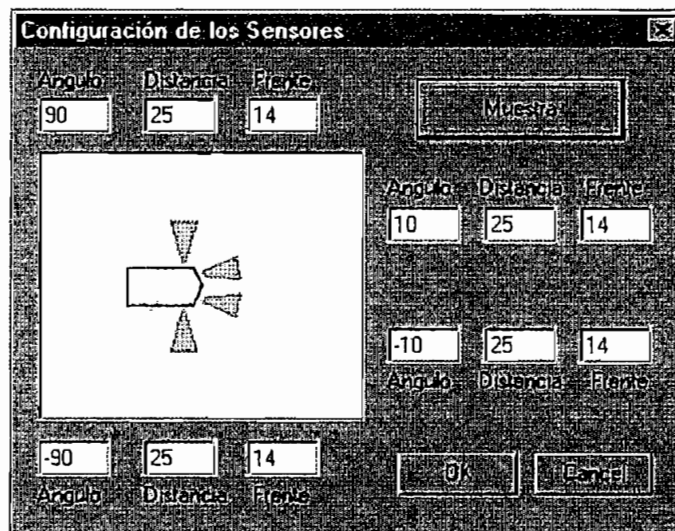 Configuración de los Sensores
Angulo Distancia Frente
90 25 14
Muestra
Angulo Distancia Frente
10 25 14
-10 25 14
Angulo Distancia Frente
-90 25 14
Angulo Distancia Frente
OK Cancel